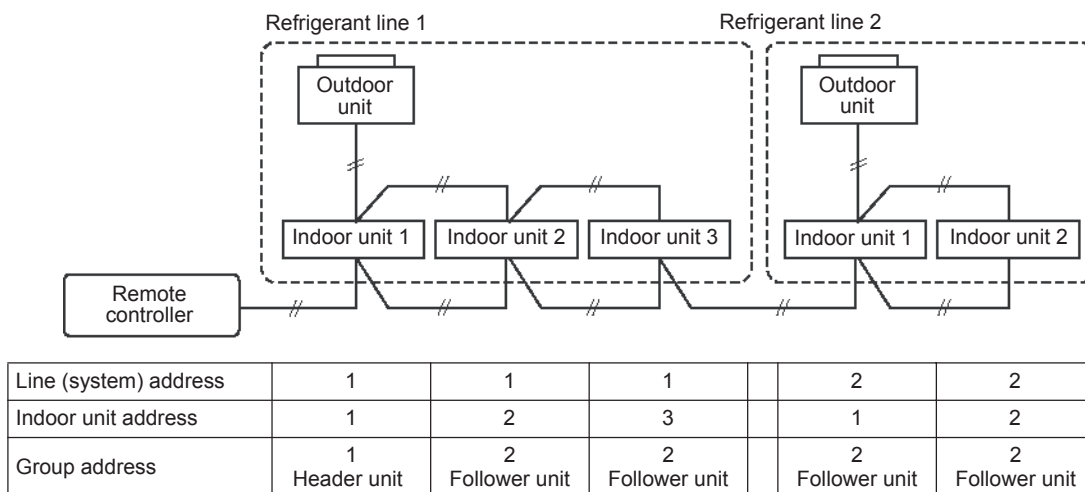 Refrigerant line 1
Refrigerant line 2
Outdoor
unit
Outdoor
unit
Indoor unit 1
Indoor unit 2
Indoor unit 3
Indoor unit 1
Indoor unit 2
Remote
controller
Line (system) address 1 1 1 2 2
Indoor unit address 1 2 3 1 2
Group address
1 2 2 2 2
Header unit Follower unit Follower unit Follower unit Follower unit